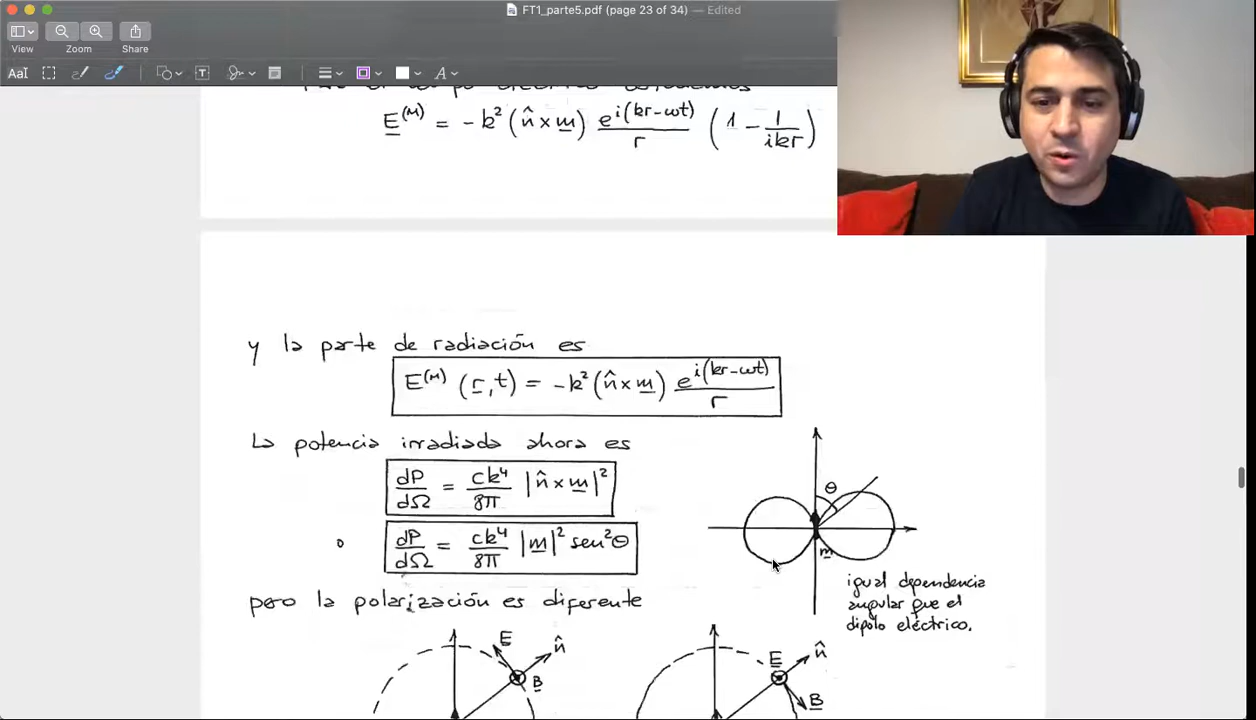 FT1_parte5.pdf (page 23 of 34) — Edited
View Zoom Share
AaI
A
E^(M) = - k² (n̂ × m) e^i(kr-ωt) / r (1 - 1/ikr)
y la parte de radiación es
E^(M) (r,t) = -k² (n̂ × m) e^i(kr-ωt) / r
La potencia irradiada ahora es
dP/dΩ = ck⁴/8π |n̂ × m|²
o dP/dΩ = ck⁴/8π |m|² sen²θ
θ
m
igual dependencia
angular que el
dipolo eléctrico.
pero la polarización es diferente
E n̂ B
E n̂ B